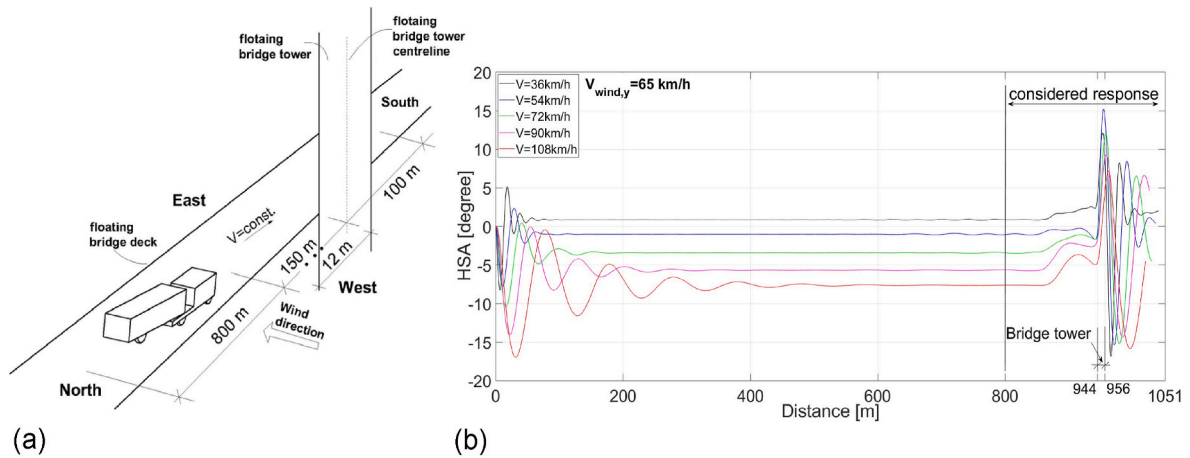 flotaing
bridge tower
flotaing
bridge tower
centreline
South
100 m
East
V=const.
floating
bridge deck
150 m
12 m
West
Wind
direction
800 m
North
(a)
V=36km/h
V=54km/h
V=72km/h
V=90km/h
V=108km/h
Vwind,y=65 km/h
considered response
HSA [degree]
20
15
10
5
0
-5
-10
-15
-20
Bridge tower
0
200
400
600
800
944
956
1051
Distance [m]
(b)